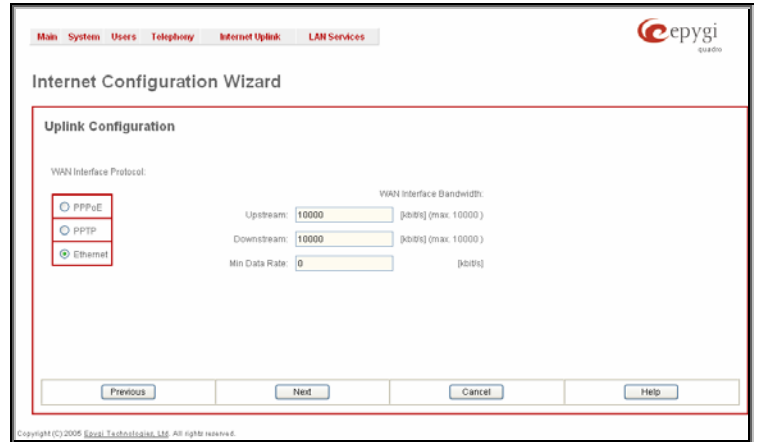 epygi
quadro
Main System Users Telephony Internet Uplink LAN Services
Internet Configuration Wizard
Uplink Configuration
WAN Interface Protocol:
WAN Interface Bandwidth:
PPPoE
Upstream: 10000 [kbit/s] (max. 10000 )
PPTP
Downstream: 10000 [kbit/s] (max. 10000 )
Ethernet
Min Data Rate: 0 [kbit/s]
Previous Next Cancel Help
Copyright (C) 2005 Epygi Technologies, Ltd. All rights reserved.